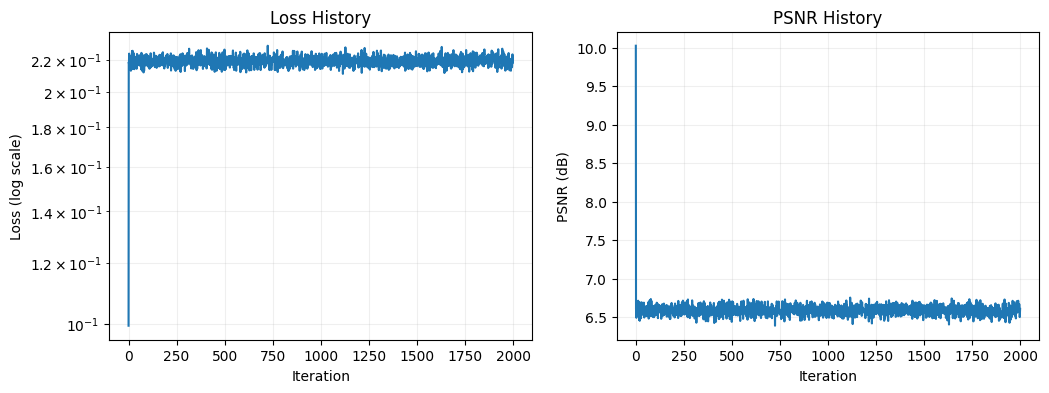 Loss History
Loss (log scale)
2.2 × 10⁻¹
2 × 10⁻¹
1.8 × 10⁻¹
1.6 × 10⁻¹
1.4 × 10⁻¹
1.2 × 10⁻¹
10⁻¹
0 250 500 750 1000 1250 1500 1750 2000
Iteration
PSNR History
PSNR (dB)
10.0
9.5
9.0
8.5
8.0
7.5
7.0
6.5
0 250 500 750 1000 1250 1500 1750 2000
Iteration